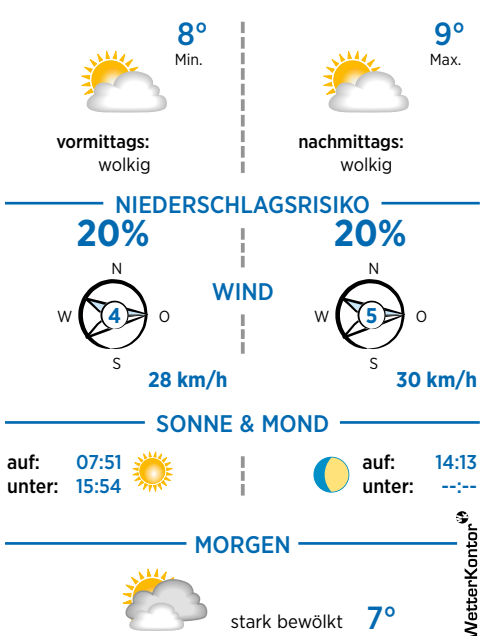 8° 9°
Min. Max.
vormittags: nachmittags:
wolkig wolkig
NIEDERSCHLAGSRISIKO
20% 20%
N N
WIND
W 4 O W 5 O
S S
28 km/h 30 km/h
SONNE & MOND
auf: 07:51 auf: 14:13
unter: 15:54 unter: --:--
MORGEN
stark bewölkt 7°
WetterKontor